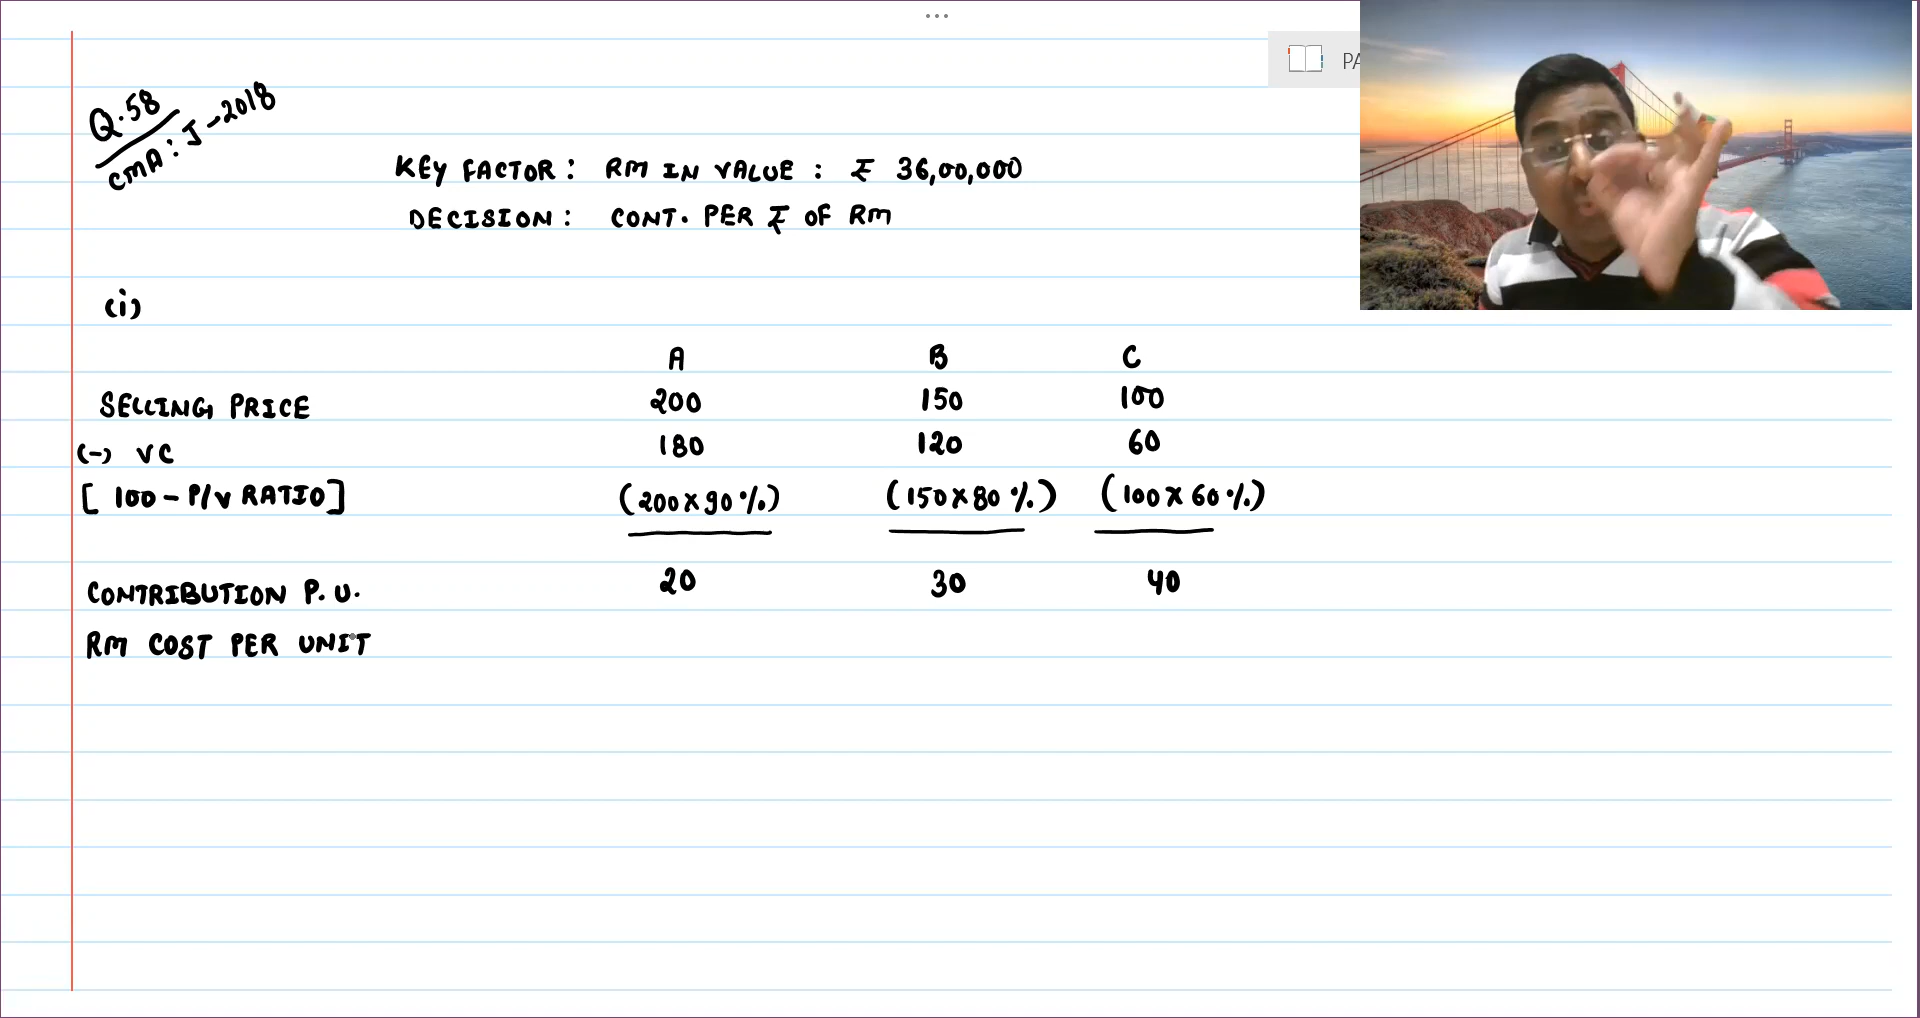 ...
PA
Q.58
CMA: J-2018
KEY FACTOR: RM IN VALUE : ₹ 36,00,000
DECISION: CONT. PER ₹ OF RM
(i)
A B C
SELLING PRICE 200 150 100
(-) VC 180 120 60
[ 100 - P/V RATIO] (200 X 90 %) (150 X 80 %) (100 X 60 %)
CONTRIBUTION P.U. 20 30 40
RM COST PER UNIT